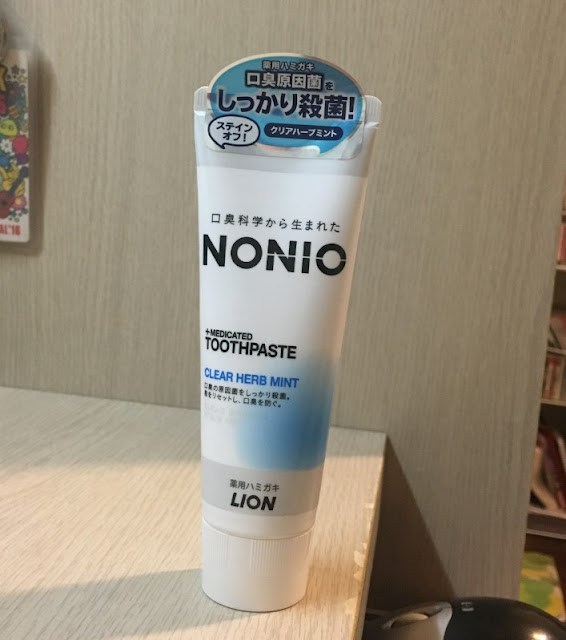 薬用ハミガキ
口臭原因菌を
しっかり殺菌!
ステイン
オフ!
クリアハーブミント
口臭科学から生まれた
NONIO
+MEDICATED
TOOTHPASTE
CLEAR HERB MINT
口臭の原因菌をしっかり殺菌。
息をリセットし、口臭を防ぐ。
薬用ハミガキ
LION
AL'16